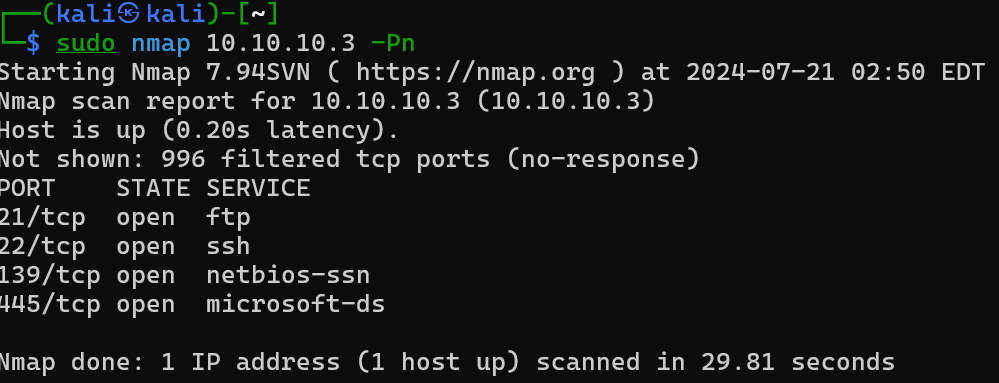 ┌──(kali㉿kali)-[~]
└─$ sudo nmap 10.10.10.3 -Pn
Starting Nmap 7.94SVN ( https://nmap.org ) at 2024-07-21 02:50 EDT
Nmap scan report for 10.10.10.3 (10.10.10.3)
Host is up (0.20s latency).
Not shown: 996 filtered tcp ports (no-response)
PORT    STATE SERVICE
21/tcp  open  ftp
22/tcp  open  ssh
139/tcp open  netbios-ssn
445/tcp open  microsoft-ds

Nmap done: 1 IP address (1 host up) scanned in 29.81 seconds